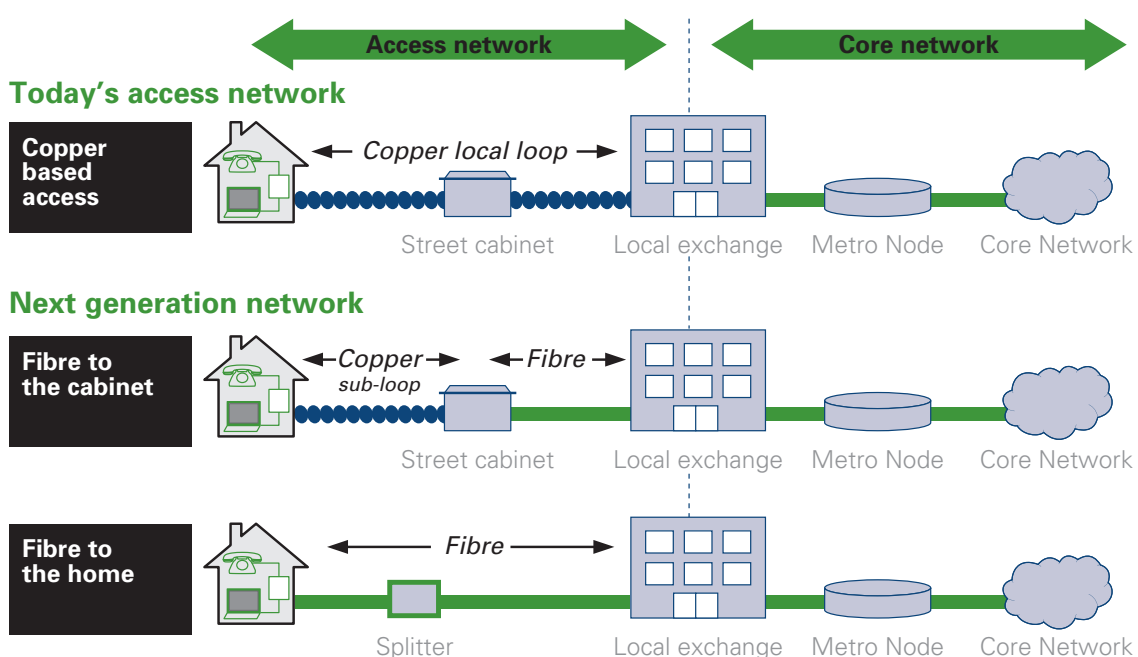 Access network
Core network
Today's access network
Copper
based
access
Copper local loop
Street cabinet
Local exchange
Metro Node
Core Network
Next generation network
Fibre to
the cabinet
Copper
sub-loop
Fibre
Street cabinet
Local exchange
Metro Node
Core Network
Fibre to
the home
Fibre
Splitter
Local exchange
Metro Node
Core Network